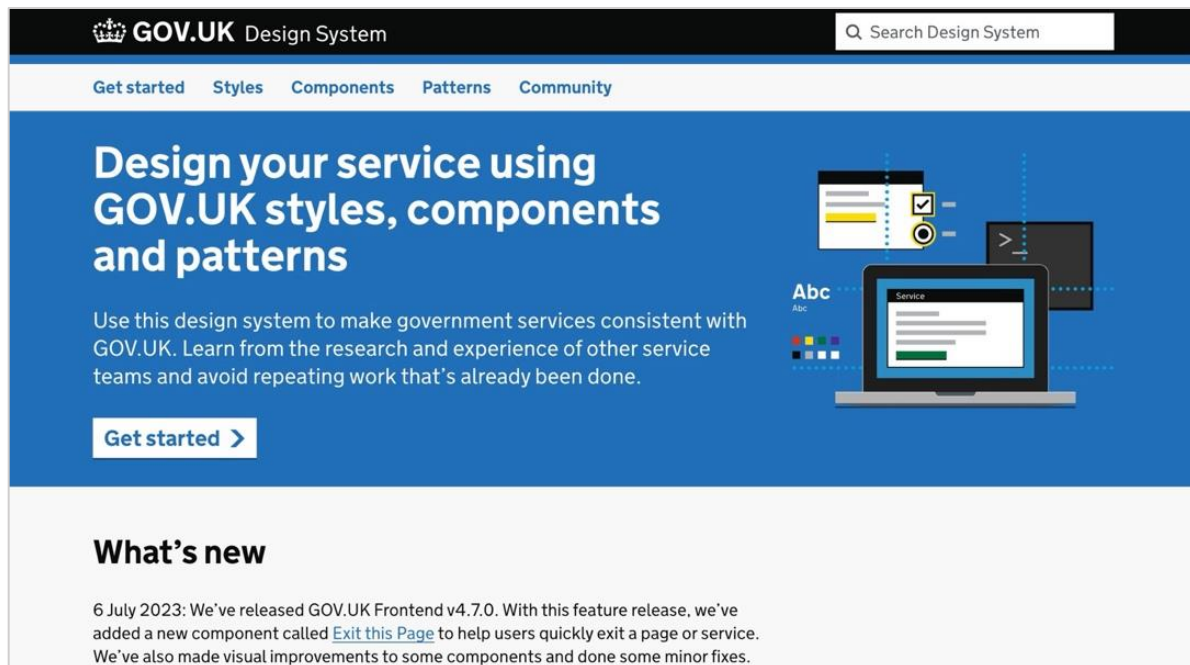 GOV.UK Design System
Search Design System
Get started Styles Components Patterns Community
Design your service using
GOV.UK styles, components
and patterns
Use this design system to make government services consistent with
GOV.UK. Learn from the research and experience of other service
teams and avoid repeating work that's already been done.
Get started
>_
Abc
Abc
Service
What's new
6 July 2023: We've released GOV.UK Frontend v4.7.0. With this feature release, we've
added a new component called Exit this Page to help users quickly exit a page or service.
We've also made visual improvements to some components and done some minor fixes.